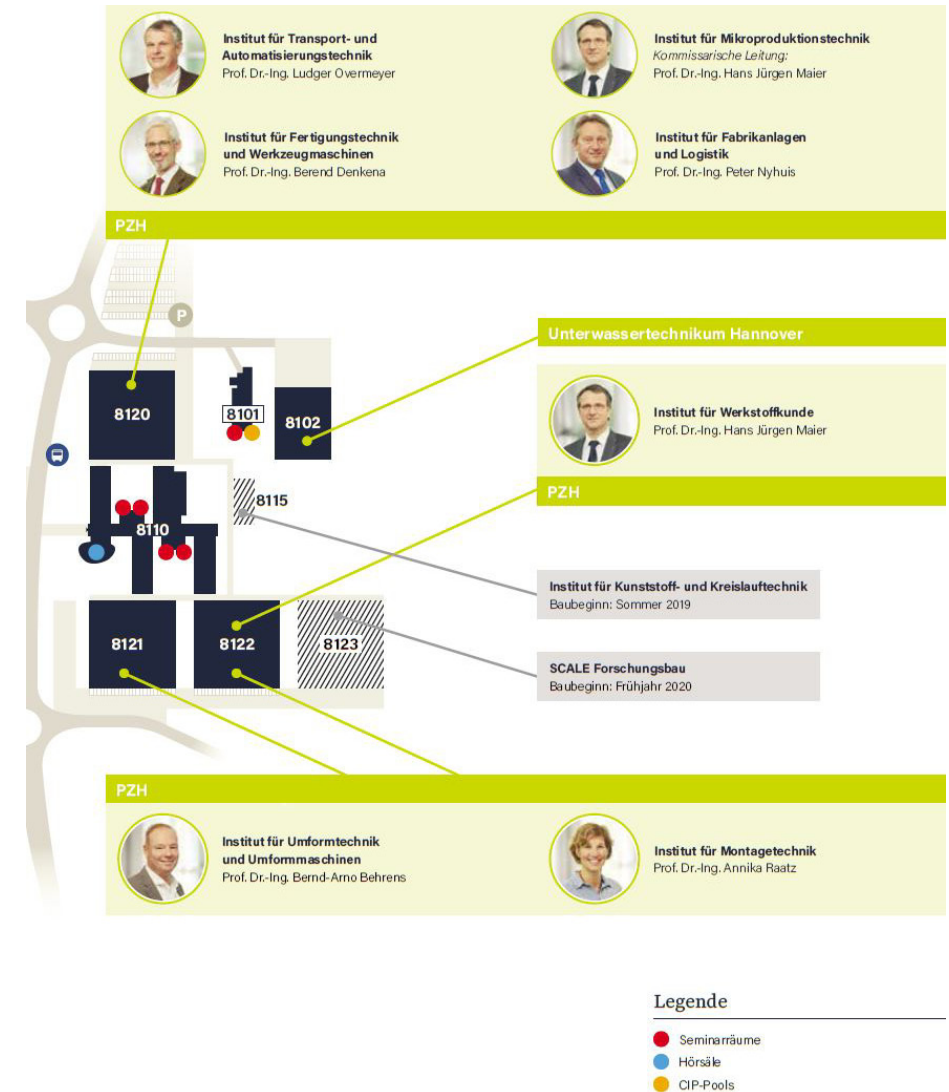 Institut für Transport- und
Automatisierungstechnik
Prof. Dr.-Ing. Ludger Overmeyer
Institut für Mikroproduktionstechnik
Kommissarische Leitung:
Prof. Dr.-Ing. Hans Jürgen Maier
Institut für Fertigungstechnik
und Werkzeugmaschinen
Prof. Dr.-Ing. Berend Denkena
Institut für Fabrikanlagen
und Logistik
Prof. Dr.-Ing. Peter Nyhuis
PZH
P
Unterwassertechnikum Hannover
8120
8101
8102
Institut für Werkstoffkunde
Prof. Dr.-Ing. Hans Jürgen Maier
PZH
8115
8110
Institut für Kunststoff- und Kreislauftechnik
Baubeginn: Sommer 2019
8121
8122
8123
SCALE Forschungsbau
Baubeginn: Frühjahr 2020
PZH
Institut für Umformtechnik
und Umformmaschinen
Prof. Dr.-Ing. Bernd-Arno Behrens
Institut für Montagetechnik
Prof. Dr.-Ing. Annika Raatz
Legende
Seminarräume
Hörsäle
CIP-Pools